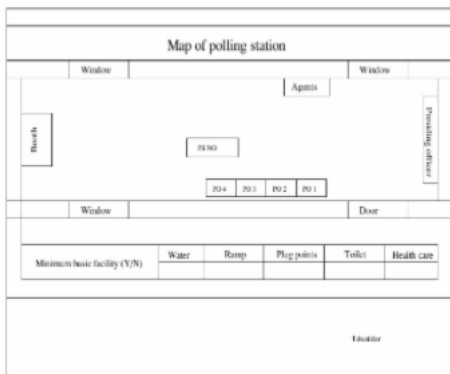 Map of polling station
Window Window
Agents
Booth
Presiding officer
PO 4 PO 3 PO 2 PO 1
Window Door
Minimum basic facility (Y/N) Water Ramp Plug points Toilet Health care